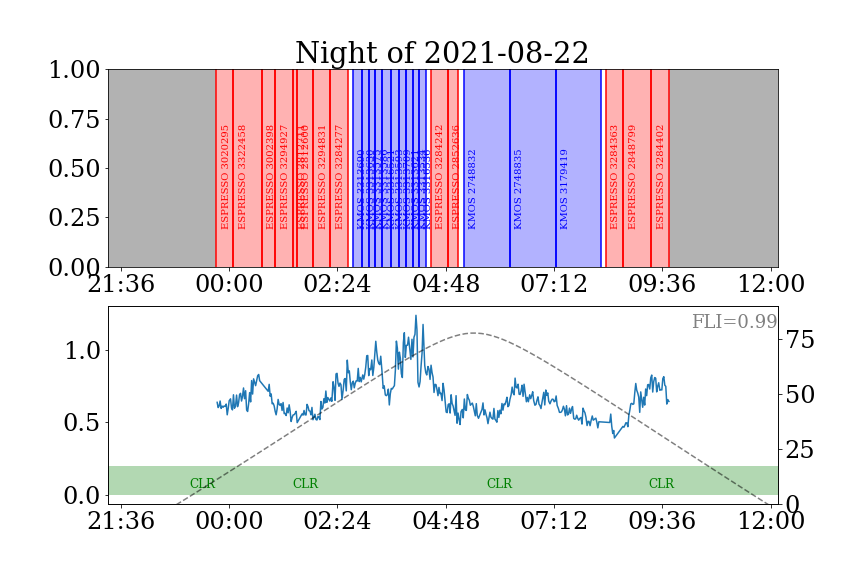 Night of 2021-08-22
1.00
0.75
0.50
0.25
0.00
ESPRESSO 3020295
ESPRESSO 3322458
ESPRESSO 3002398
ESPRESSO 3294927
ESPRESSO 2812600
ESPRESSO 3294831
ESPRESSO 3284277
KMOS 3313690
ESPRESSO 3284242
ESPRESSO 2852636
KMOS 2748832
KMOS 2748835
KMOS 3179419
ESPRESSO 3284363
ESPRESSO 2848799
ESPRESSO 3284402
21:36 00:00 02:24 04:48 07:12 09:36 12:00
FLI=0.99
1.0
0.5
0.0
75
50
25
0
CLR CLR CLR CLR
21:36 00:00 02:24 04:48 07:12 09:36 12:00